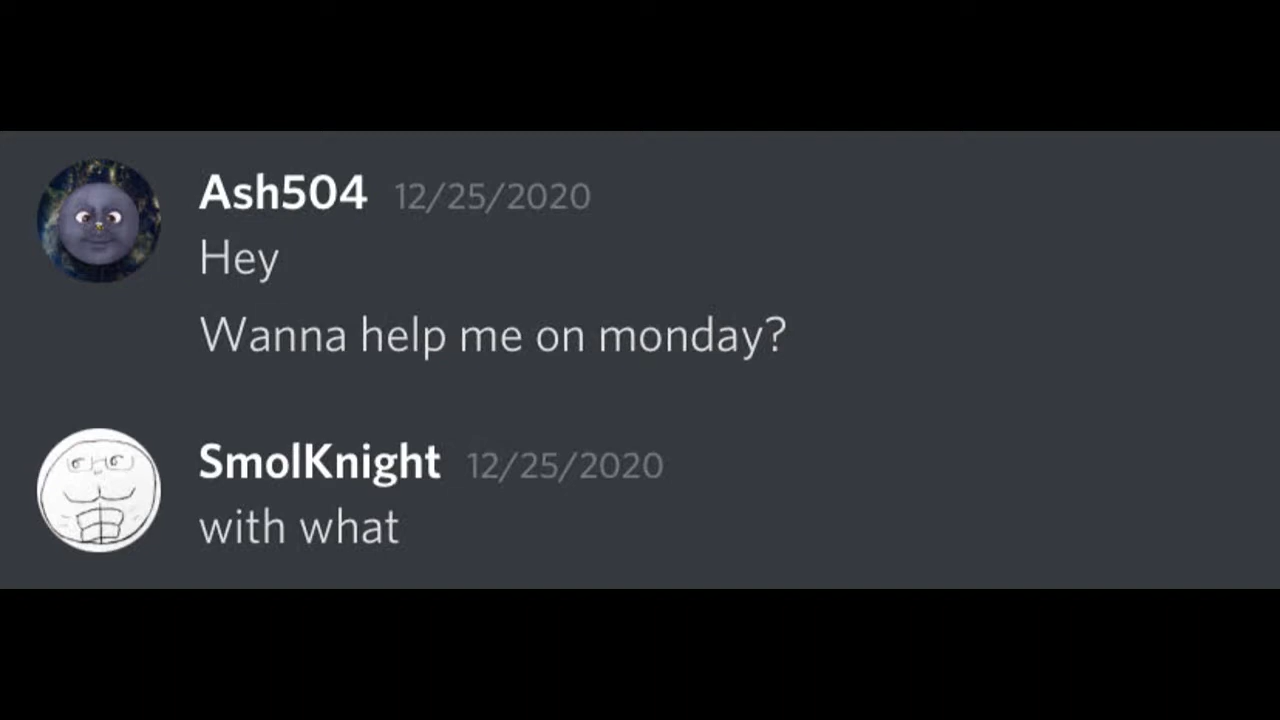 Ash504 12/25/2020
Hey
Wanna help me on monday?
SmolKnight 12/25/2020
with what